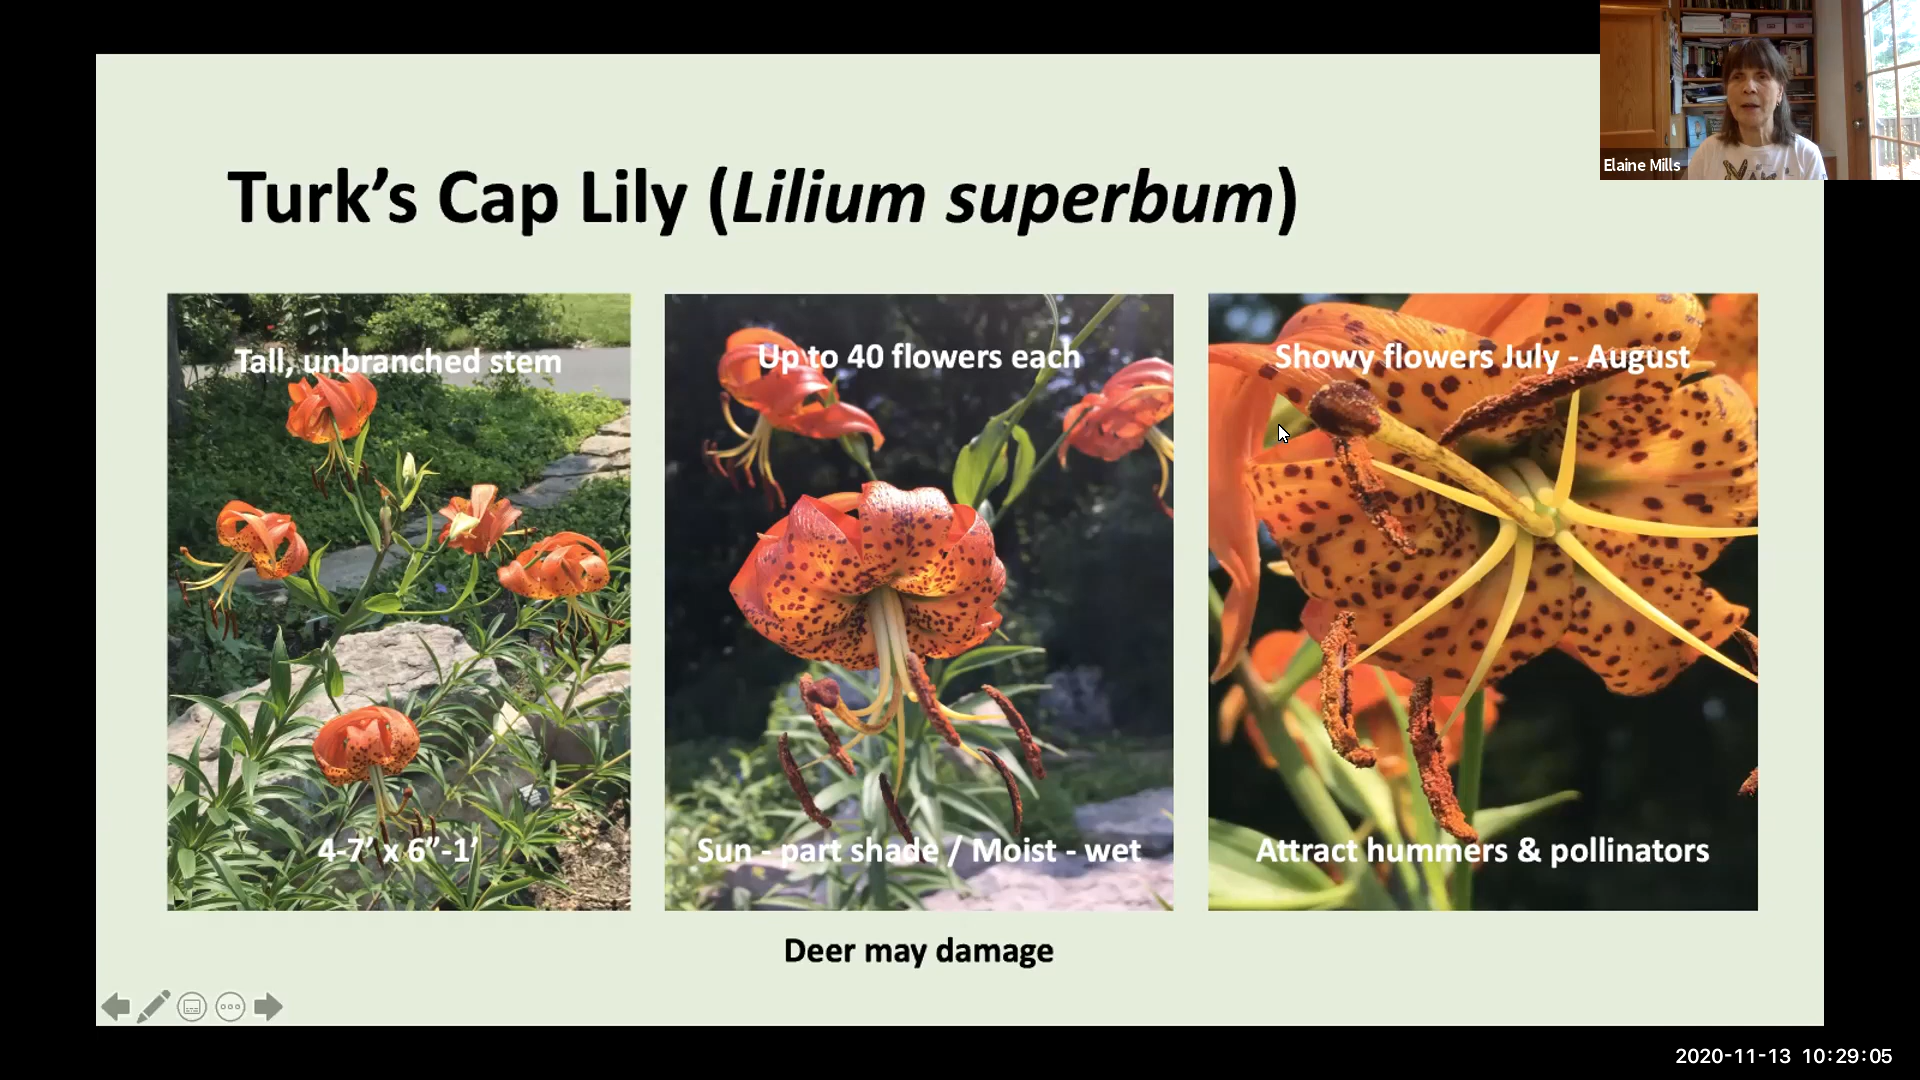 Elaine Mills
Turk’s Cap Lily (Lilium superbum)
Tall, unbranched stem
Up to 40 flowers each
Showy flowers July - August
4-7’ x 6”-1’
Sun - part shade / Moist - wet
Attract hummers & pollinators
Deer may damage
2020-11-13 10:29:05